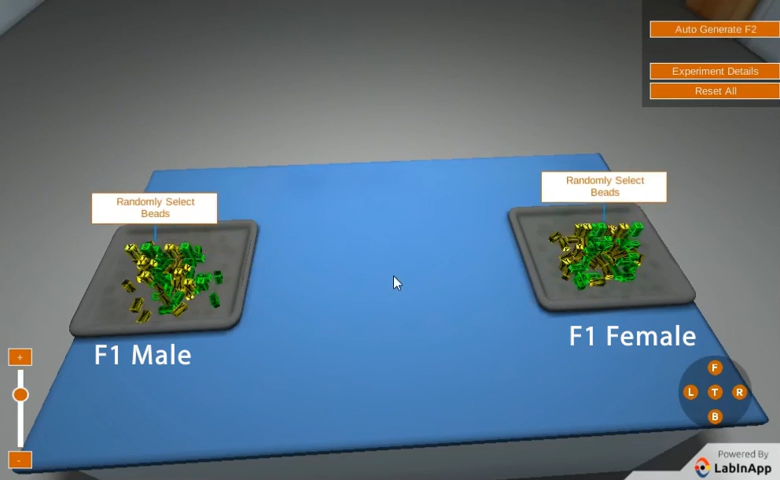 Auto Generate F2
Experiment Details
Reset All
Randomly Select
Beads
Randomly Select
Beads
F1 Male
F1 Female
+
-
F
L T R
B
Powered By
LabInApp